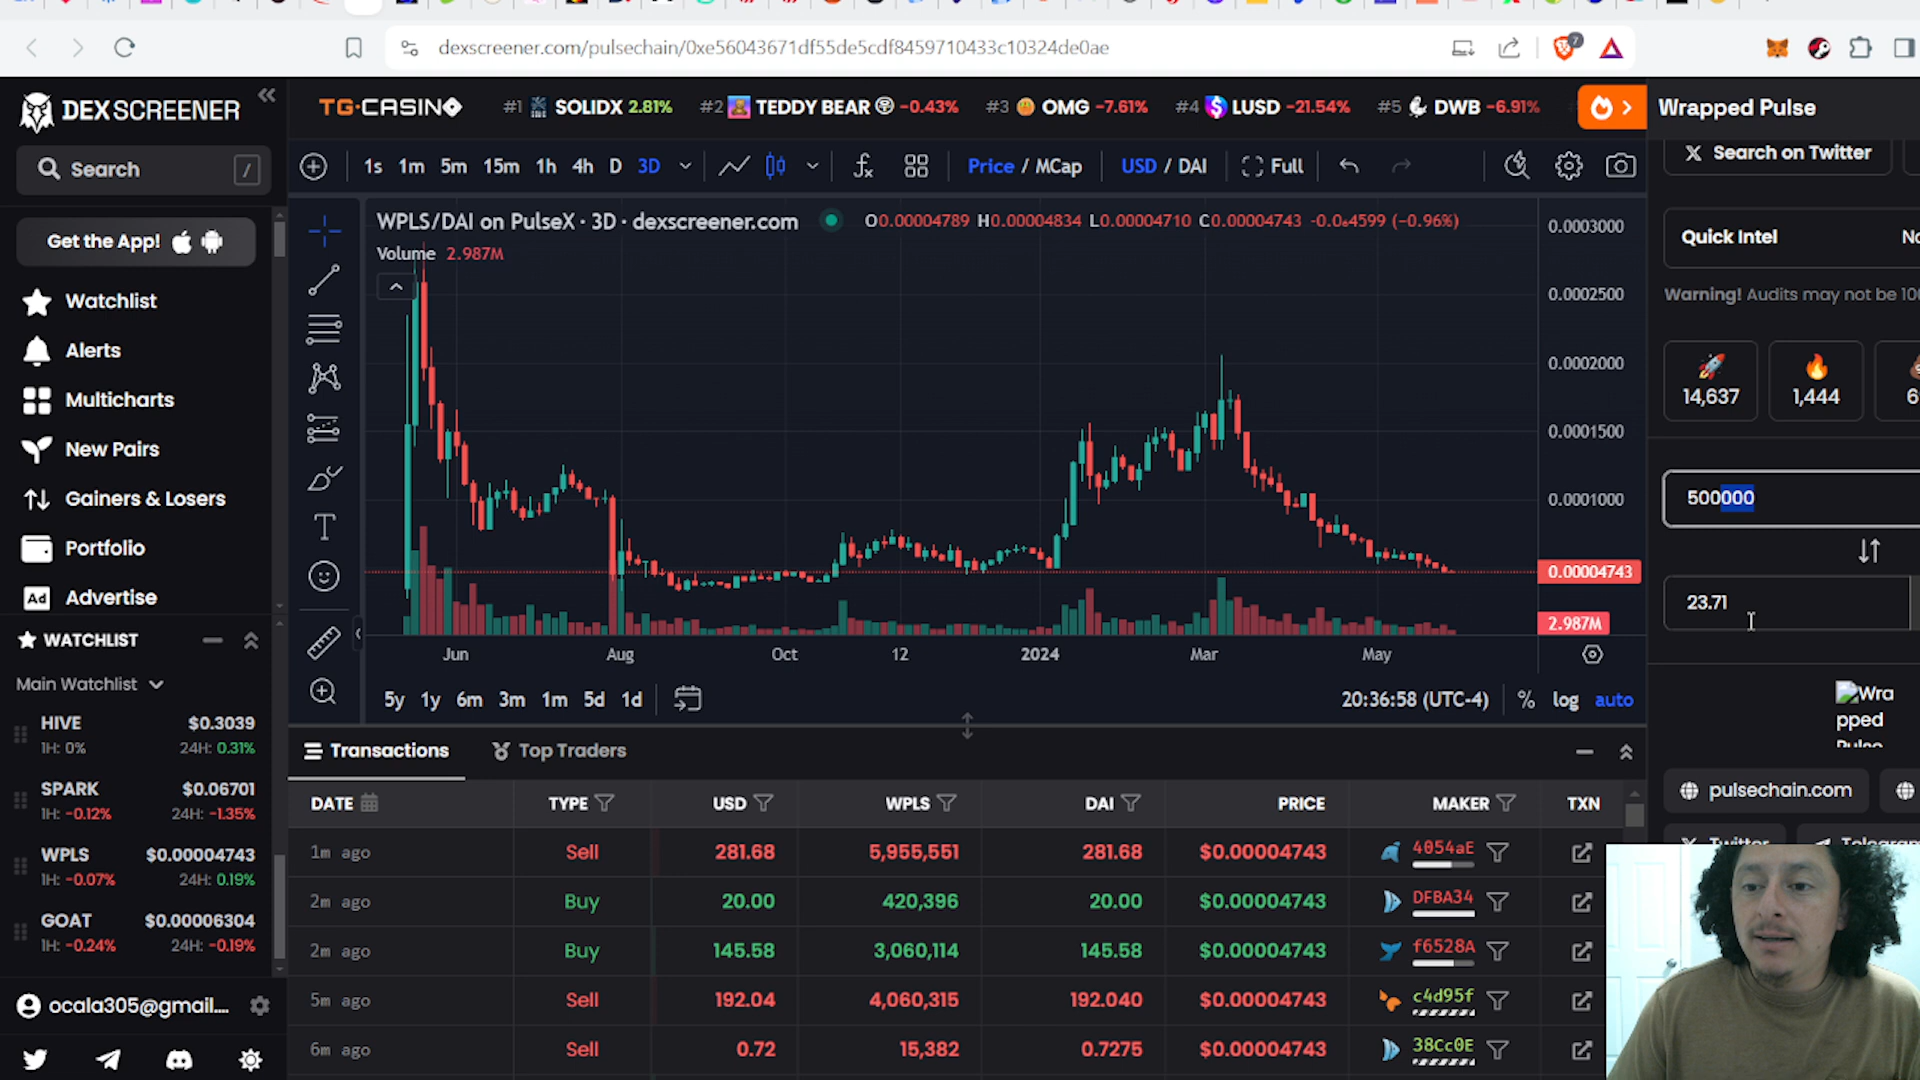 dexscreener.com/pulsechain/0xe56043671df55de5cdf8459710433c10324de0ae
7
DEXSCREENER
TG·CASINO
#1 SOLIDX 2.81%
#2 TEDDY BEAR -0.43%
#3 OMG -7.61%
#4 LUSD -21.54%
#5 DWB -6.91%
Wrapped Pulse
Search
/
1s 1m 5m 15m 1h 4h D 3D
Price / MCap
USD / DAI
Full
Search on Twitter
Get the App!
WPLS/DAI on PulseX · 3D · dexscreener.com
O0.00004789 H0.00004834 L0.00004710 C0.00004743 -0.0₆4599 (-0.96%)
Volume 2.987M
0.0003000
0.0002500
0.0002000
0.0001500
0.0001000
0.00004743
2.987M
Quick Intel
Warning! Audits may not be
14,637
1,444
Watchlist
Alerts
Multicharts
New Pairs
Gainers & Losers
Portfolio
Ad Advertise
500000
23.71
Jun Aug Oct 12 2024 Mar May
5y 1y 6m 3m 1m 5d 1d
20:36:58 (UTC-4)
% log auto
Wra
pped
pulsechain.com
WATCHLIST
Main Watchlist
HIVE $0.3039
1H: 0% 24H: 0.31%
SPARK $0.06701
1H: -0.12% 24H: -1.35%
WPLS $0.00004743
1H: -0.07% 24H: 0.19%
GOAT $0.00006304
1H: -0.24% 24H: -0.19%
ocala305@gmail....
Transactions
Top Traders
DATE TYPE USD WPLS DAI PRICE MAKER TXN
1m ago Sell 281.68 5,955,551 281.68 $0.00004743 4054aE
2m ago Buy 20.00 420,396 20.00 $0.00004743 DFBA34
2m ago Buy 145.58 3,060,114 145.58 $0.00004743 f6528A
5m ago Sell 192.04 4,060,315 192.040 $0.00004743 c4d95f
6m ago Sell 0.72 15,382 0.7275 $0.00004743 38Cc0E